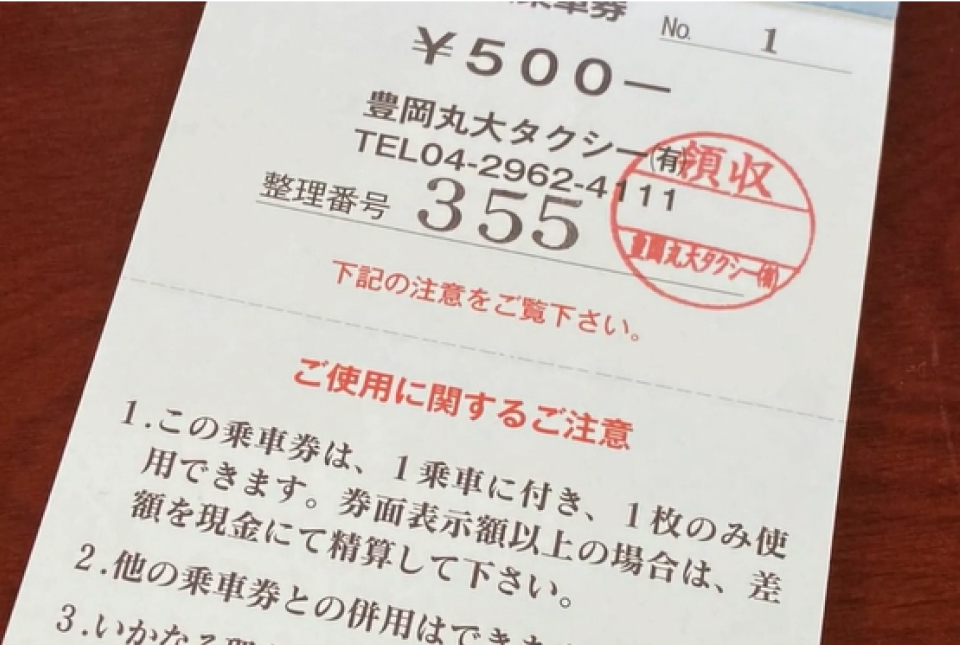 乗車券
No. 1
¥500ー
豊岡丸大タクシー㈲
TEL04-2962-4111
整理番号 355
領収
豊岡丸大タクシー㈲
下記の注意をご覧下さい。
ご使用に関するご注意
1.この乗車券は、1乗車に付き、1枚のみ使
用できます。券面表示額以上の場合は、差
額を現金にて精算して下さい。
2.他の乗車券との併用はできま
3.いかなる